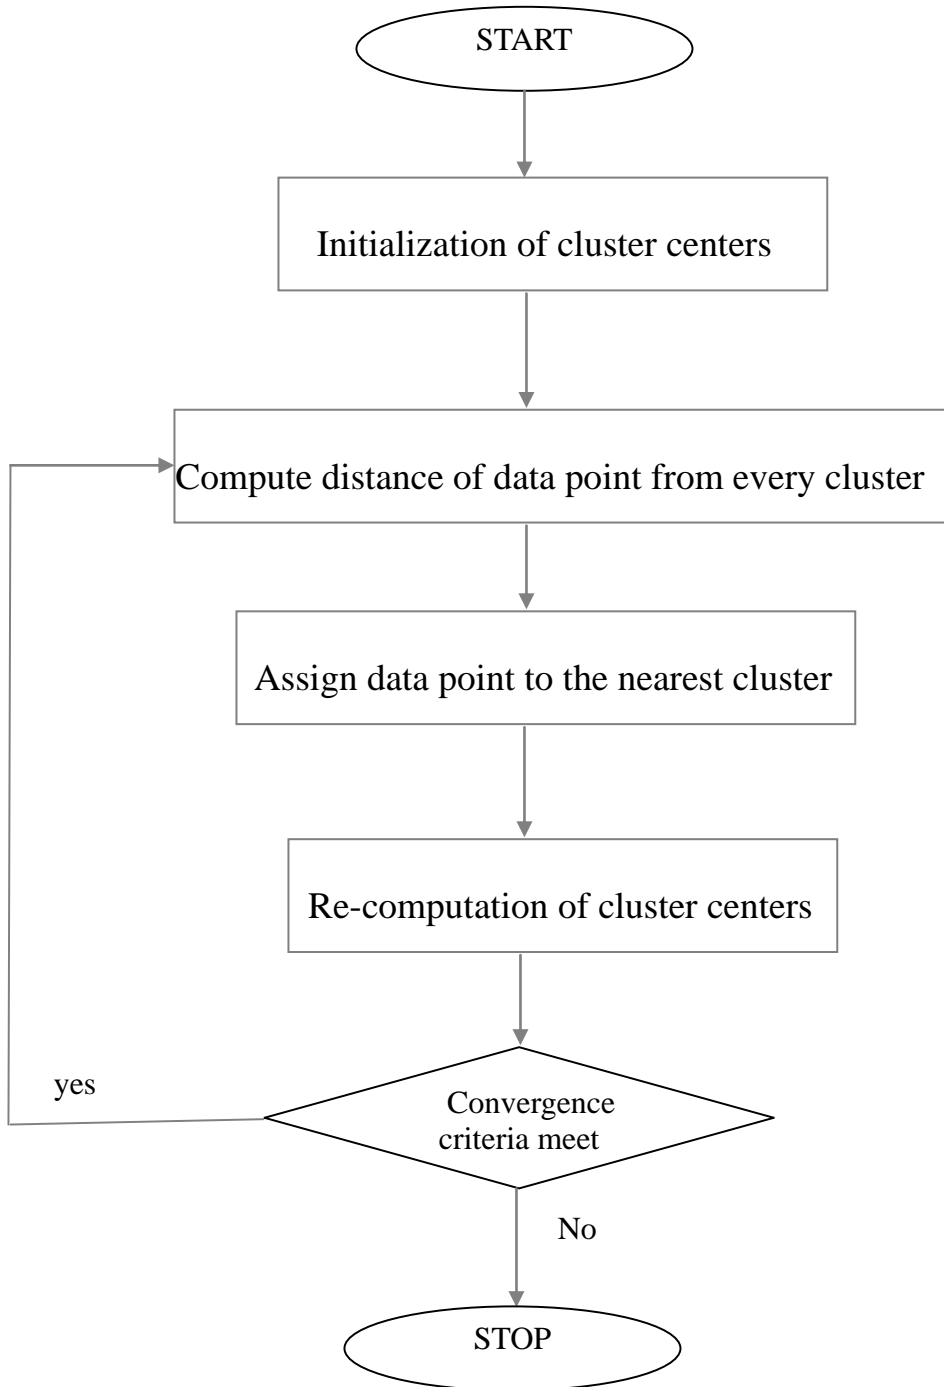 START
Initialization of cluster centers
Compute distance of data point from every cluster
Assign data point to the nearest cluster
Re-computation of cluster centers
yes
Convergence
criteria meet
No
STOP